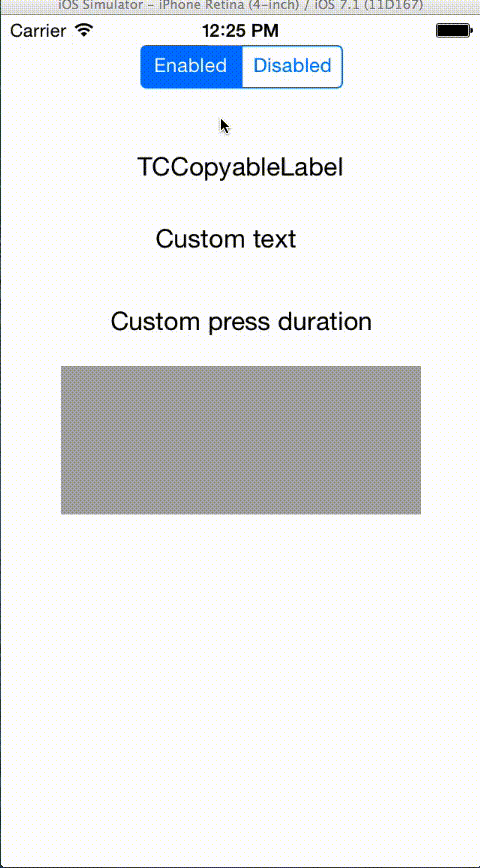 iOS Simulator – iPhone Retina (4-inch) / iOS 7.1 (11D167)
Carrier 12:25 PM
Enabled Disabled
TCCopyableLabel
Custom text
Custom press duration